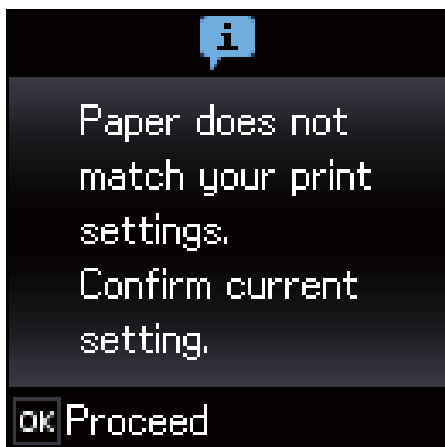 i
Paper does not
match your print
settings.
Confirm current
setting.
OK Proceed